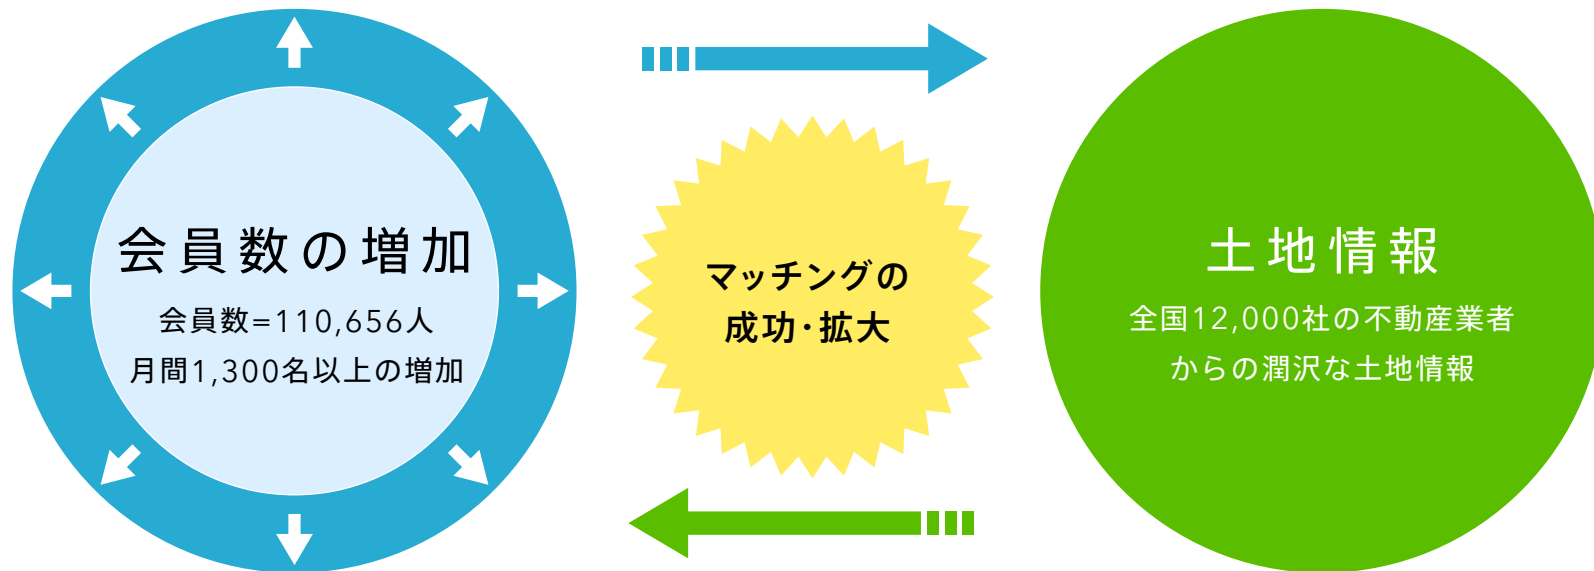 会員数の増加
会員数=110,656人
月間1,300名以上の増加
マッチングの
成功・拡大
土地情報
全国12,000社の不動産業者
からの潤沢な土地情報